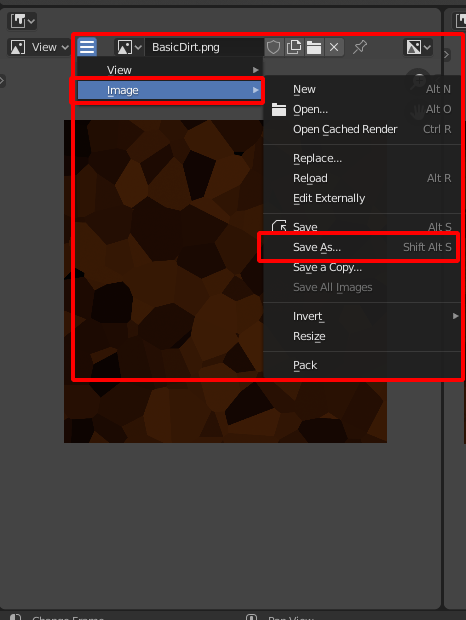 View
BasicDirt.png
View
Image
New Alt N
Open... Alt O
Open Cached Render Ctrl R
Replace...
Reload Alt R
Edit Externally
Save Alt S
Save As... Shift Alt S
Save a Copy...
Save All Images
Invert
Resize
Pack
Change Frame
Pan View